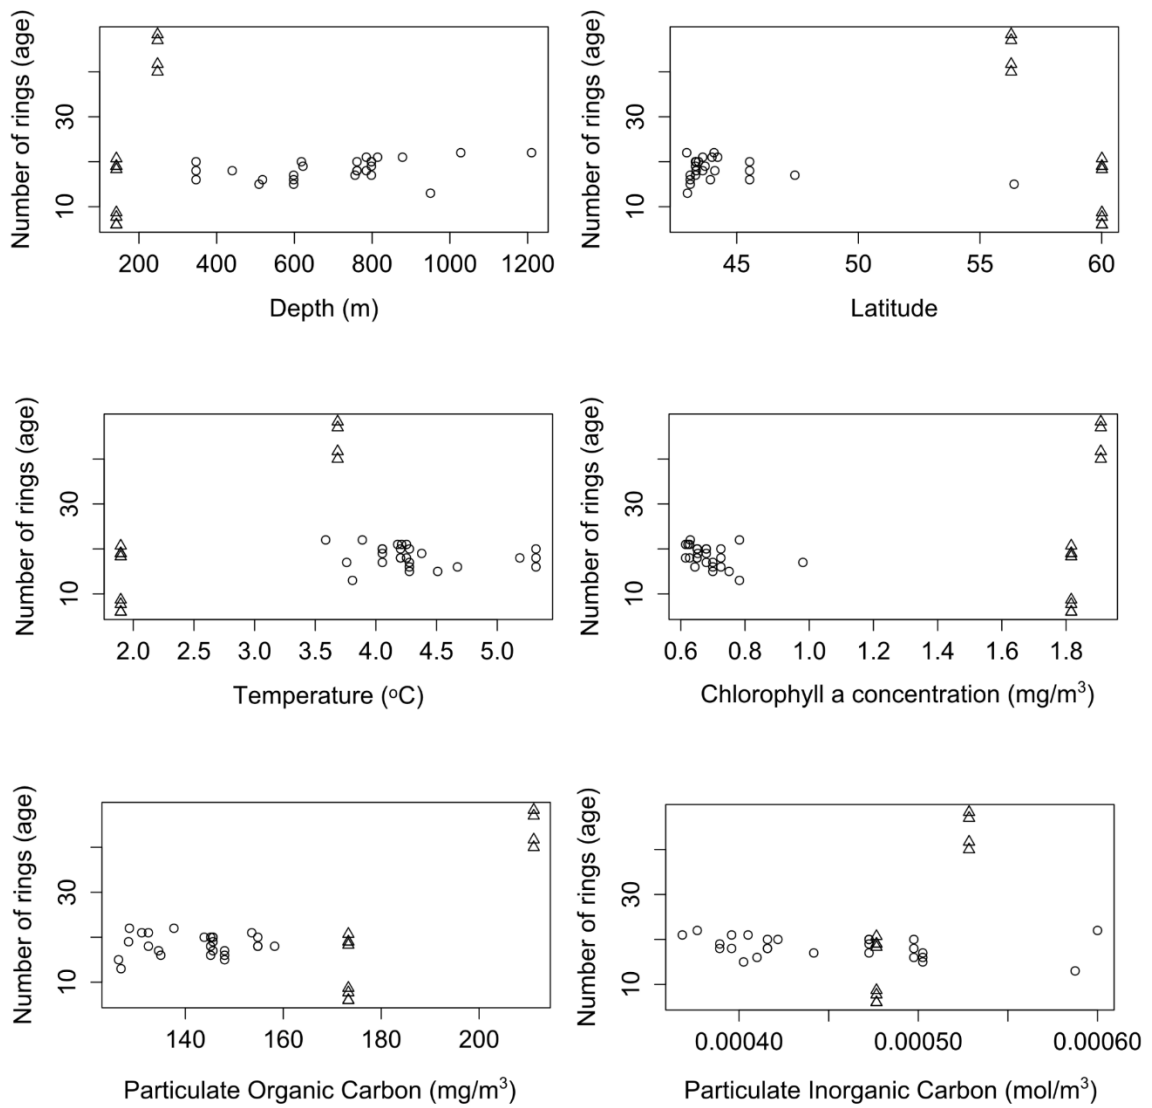 Number of rings (age)
10 30
200 400 600 800 1000 1200
Depth (m)
Number of rings (age)
10 30
45 50 55 60
Latitude
Number of rings (age)
10 30
2.0 2.5 3.0 3.5 4.0 4.5 5.0
Temperature (ºC)
Number of rings (age)
10 30
0.6 0.8 1.0 1.2 1.4 1.6 1.8
Chlorophyll a concentration (mg/m³)
Number of rings (age)
10 30
140 160 180 200
Particulate Organic Carbon (mg/m³)
Number of rings (age)
10 30
0.00040 0.00050 0.00060
Particulate Inorganic Carbon (mol/m³)